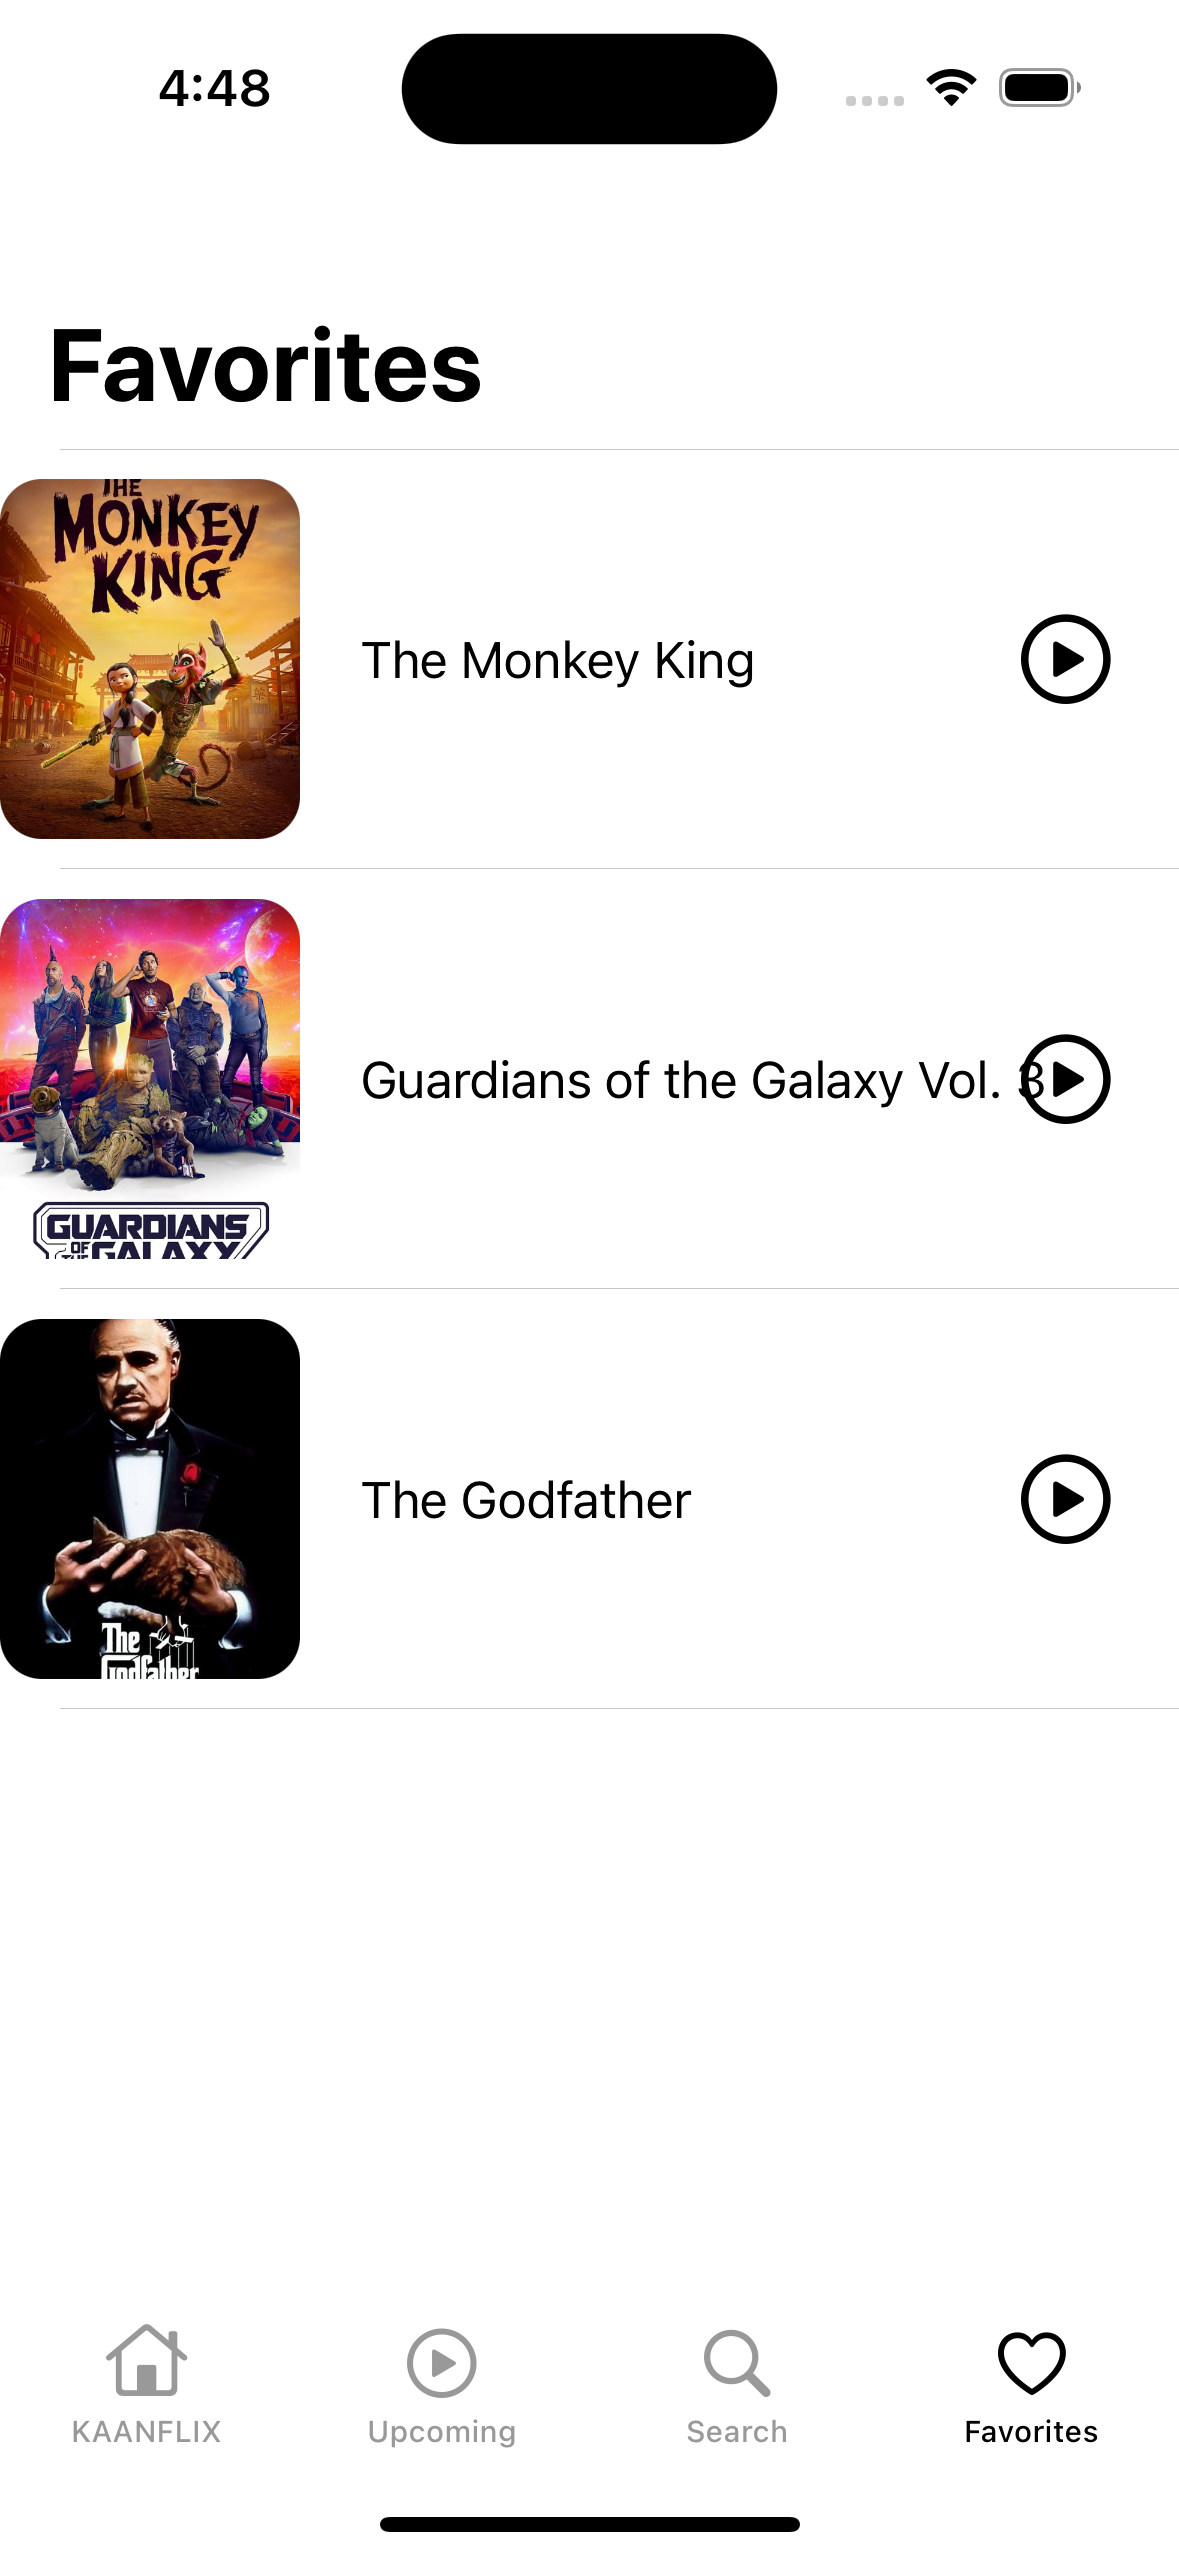 4:48
Favorites
THE
MONKEY
KING
The Monkey King
Guardians of the Galaxy Vol. 3
GUARDIANS
OF
THE
GALAXY
The Godfather
The
Godfather
KAANFLIX
Upcoming
Search
Favorites